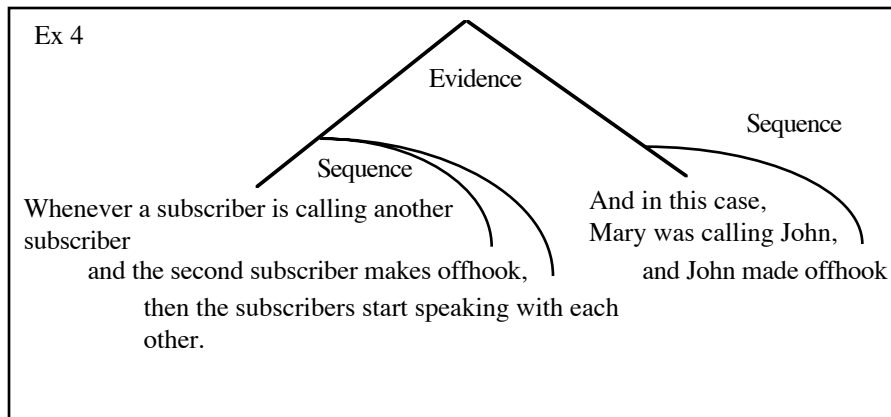 Ex 4
Evidence
Sequence
Sequence
Whenever a subscriber is calling another
subscriber
and the second subscriber makes offhook,
then the subscribers start speaking with each
other.
And in this case,
Mary was calling John,
and John made offhook